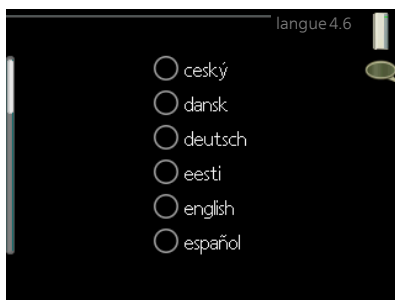 langue 4.6
ceský
dansk
deutsch
eesti
english
español